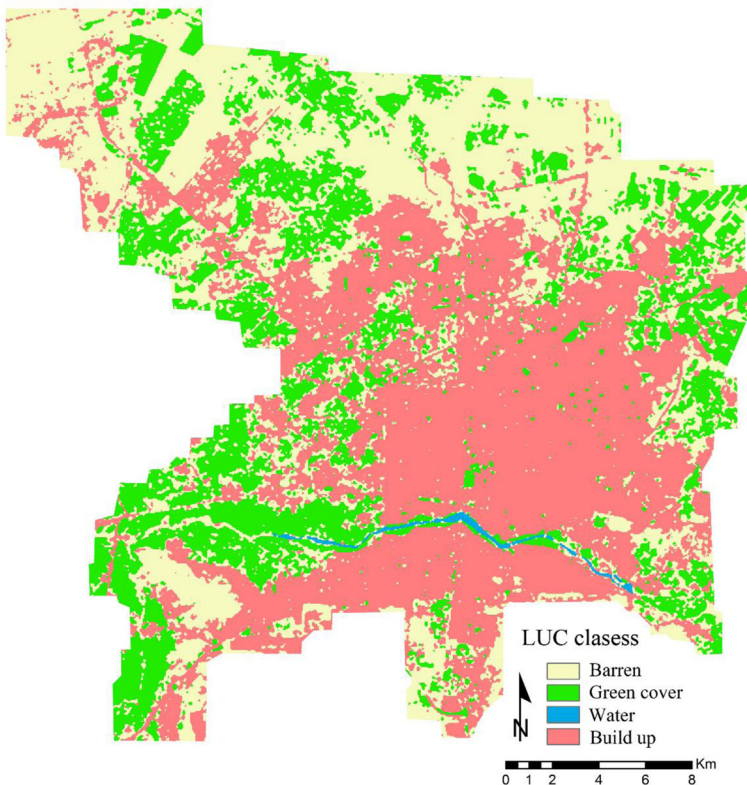 LUC clasess
Barren
Green cover
Water
Build up
N
Km
0 1 2 4 6 8